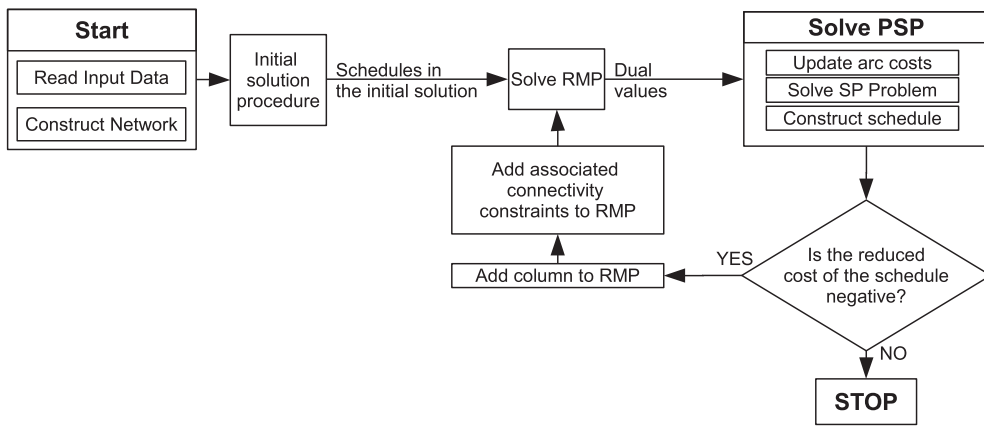 Start
Read Input Data
Construct Network
Initial
solution
procedure
Schedules in
the initial solution
Solve RMP
Dual
values
Solve PSP
Update arc costs
Solve SP Problem
Construct schedule
Add associated
connectivity
constraints to RMP
Add column to RMP
YES
Is the reduced
cost of the schedule
negative?
NO
STOP